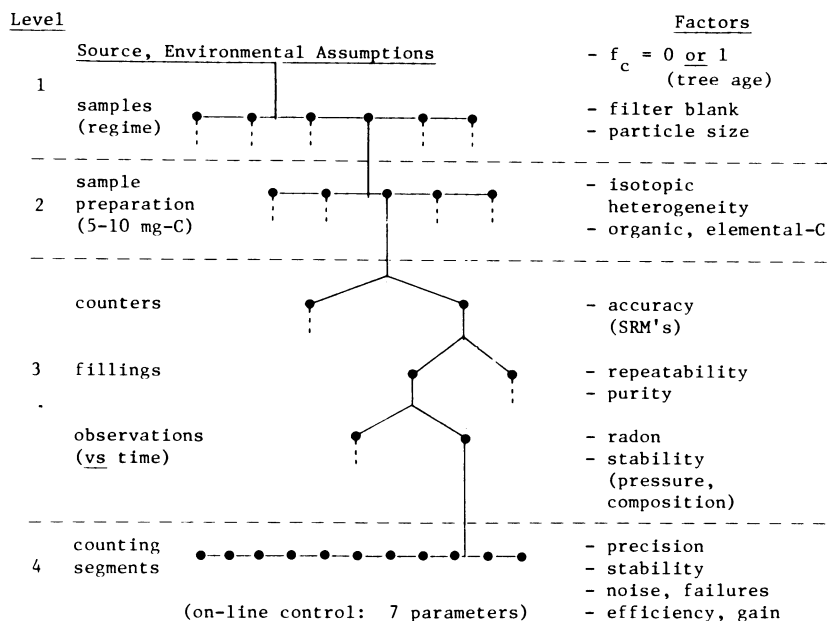 Level
Factors
Source, Environmental Assumptions
- f_c = 0 or 1
(tree age)
1
samples
(regime)
- filter blank
- particle size
sample
preparation
(5-10 mg-C)
2
- isotopic
heterogeneity
- organic, elemental-C
counters
- accuracy
(SRM's)
3
fillings
- repeatability
- purity
observations
(vs time)
- radon
- stability
(pressure,
composition)
counting
segments
4
- precision
- stability
- noise, failures
- efficiency, gain
(on-line control: 7 parameters)